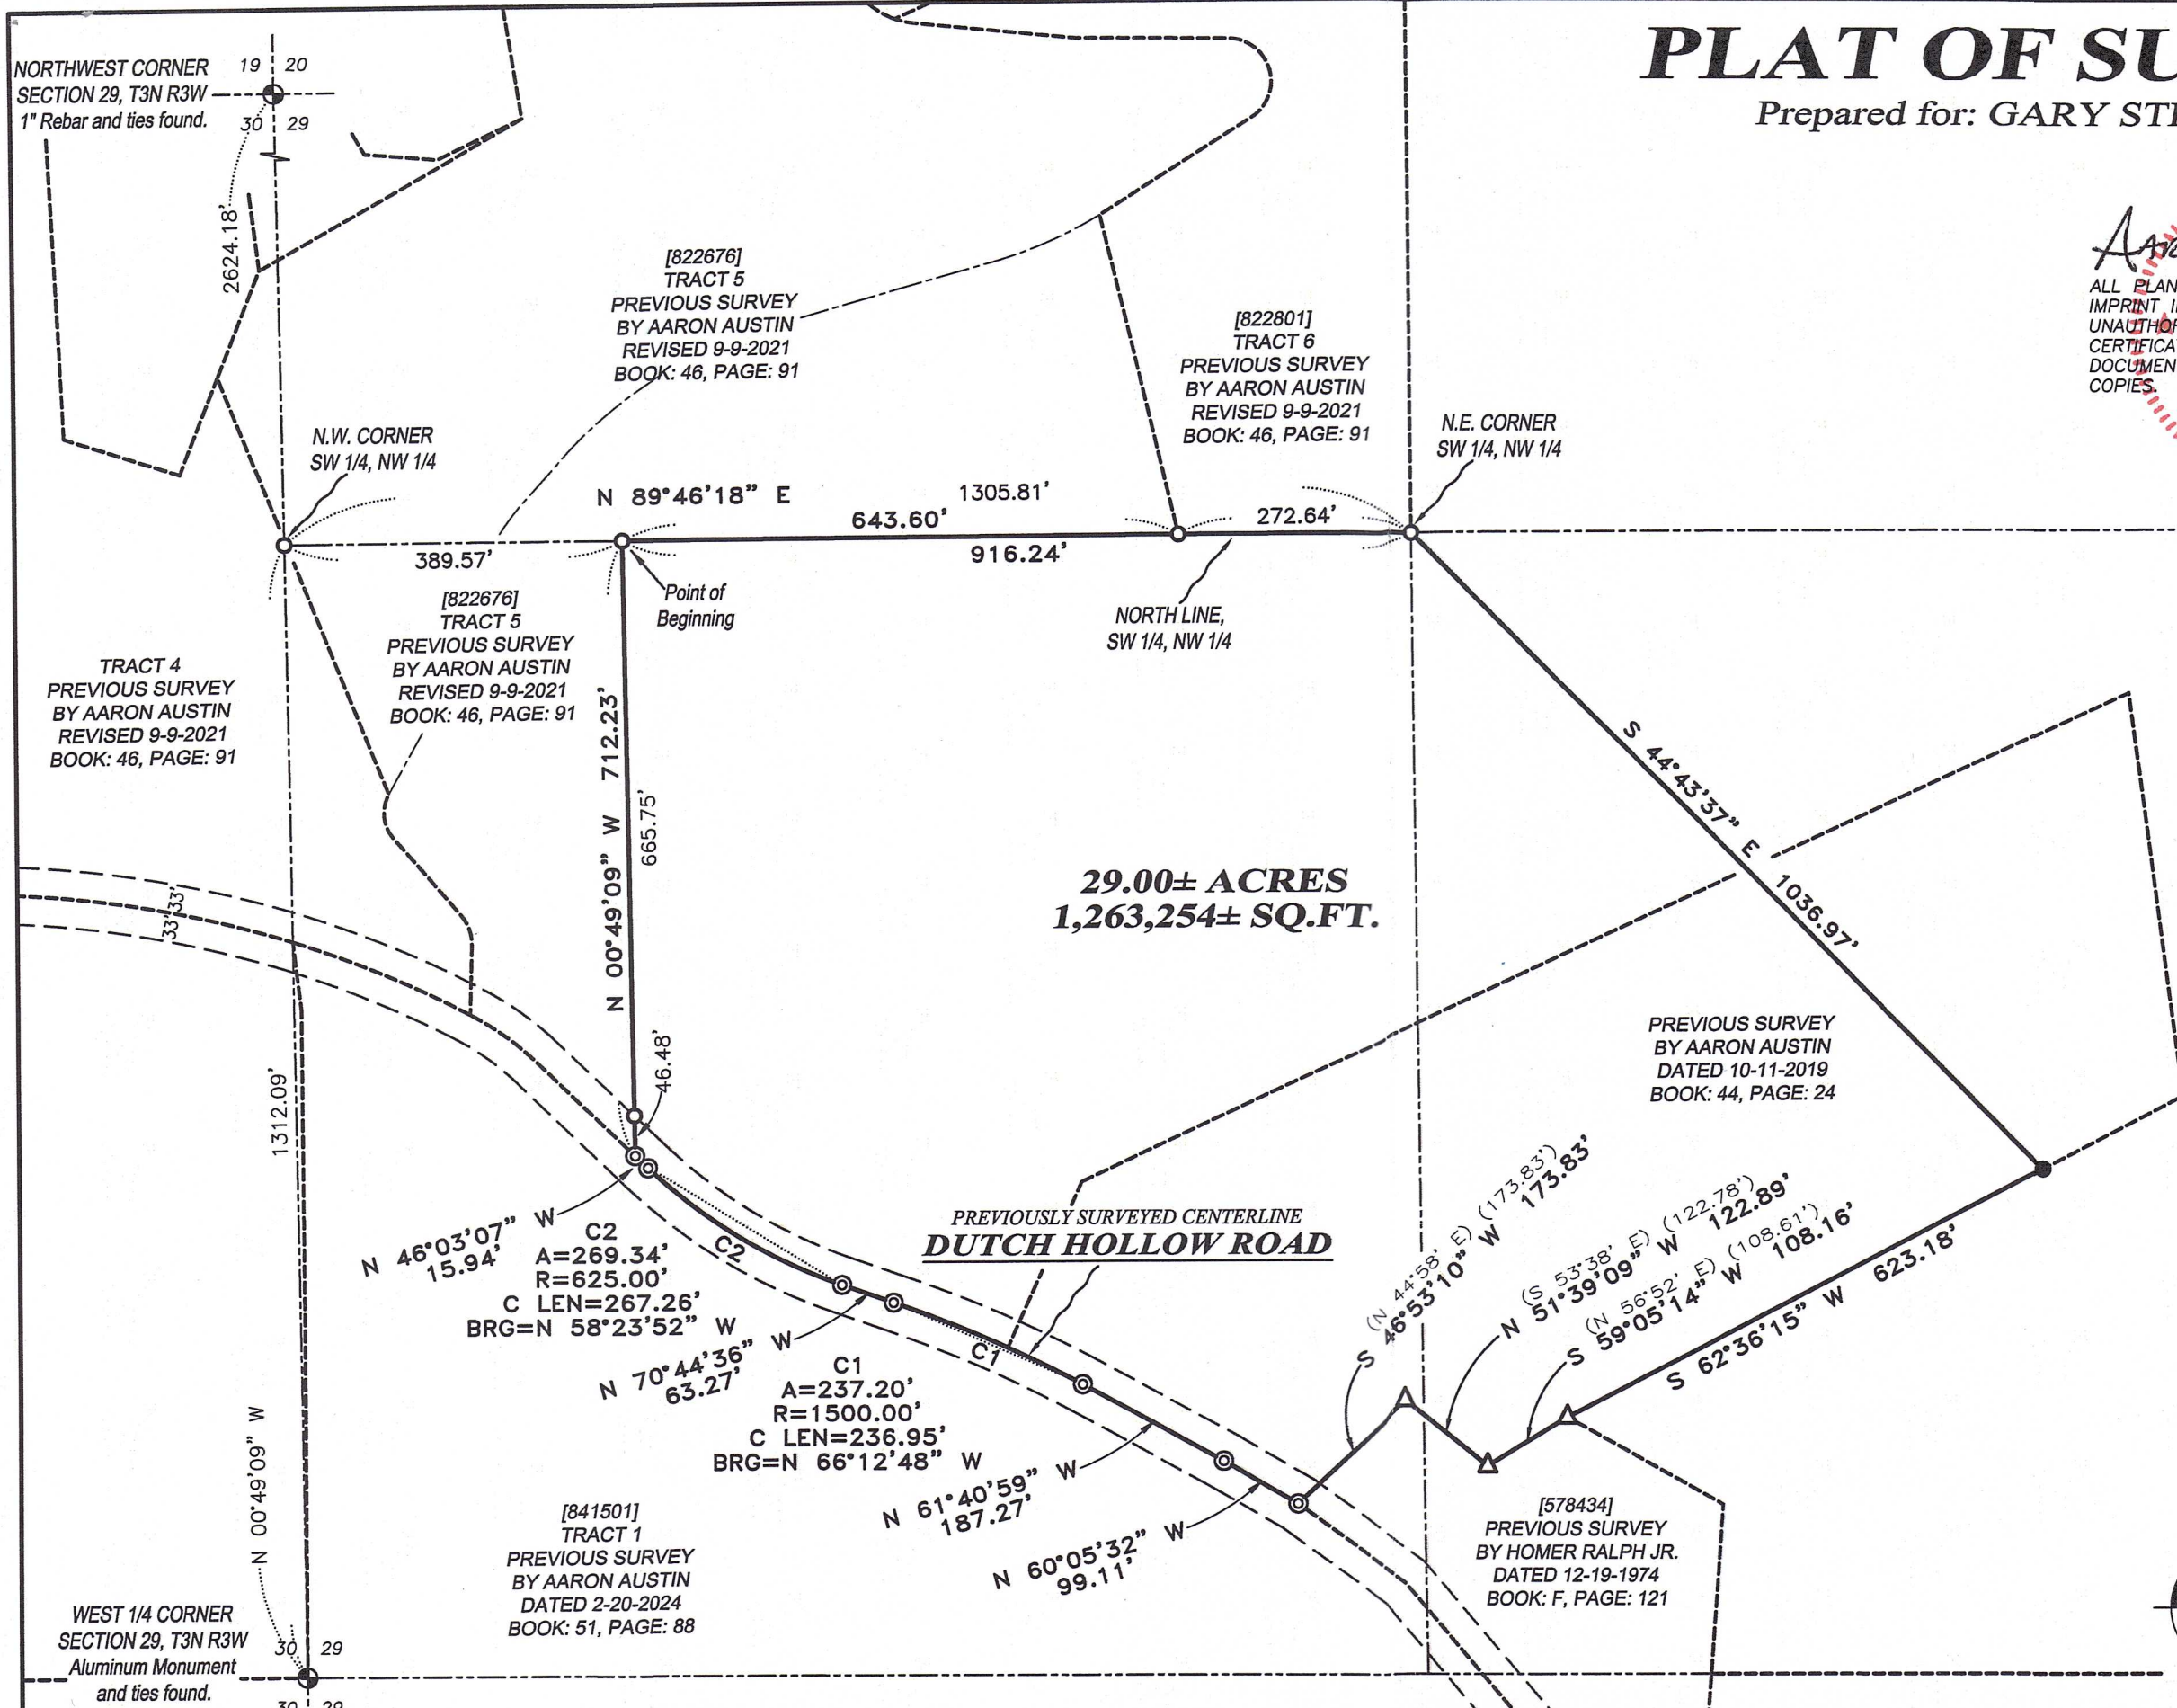 PLAT OF SU
Prepared for: GARY STE
NORTHWEST CORNER
SECTION 29, T3N R3W
1" Rebar and ties found.
19 20
30 29
2624.18'
[822676]
TRACT 5
PREVIOUS SURVEY
BY AARON AUSTIN
REVISED 9-9-2021
BOOK: 46, PAGE: 91
[822801]
TRACT 6
PREVIOUS SURVEY
BY AARON AUSTIN
REVISED 9-9-2021
BOOK: 46, PAGE: 91
ALL PLAN
IMPRINT I
UNAUTHOR
CERTIFICA
DOCUMEN
COPIES.
N.W. CORNER
SW 1/4, NW 1/4
N.E. CORNER
SW 1/4, NW 1/4
N 89°46'18" E
1305.81'
643.60'
272.64'
389.57'
916.24'
Point of
Beginning
NORTH LINE,
SW 1/4, NW 1/4
[822676]
TRACT 5
PREVIOUS SURVEY
BY AARON AUSTIN
REVISED 9-9-2021
BOOK: 46, PAGE: 91
TRACT 4
PREVIOUS SURVEY
BY AARON AUSTIN
REVISED 9-9-2021
BOOK: 46, PAGE: 91
N 00°49'09" W 712.23'
665.75'
46.48'
S 44°43'37" E 1036.97'
29.00± ACRES
1,263,254± SQ.FT.
33' 33'
PREVIOUS SURVEY
BY AARON AUSTIN
DATED 10-11-2019
BOOK: 44, PAGE: 24
1312.09'
N 00°49'09" W
N 46°03'07" W
15.94'
C2
A=269.34'
R=625.00'
C LEN=267.26'
BRG=N 58°23'52" W
C2
PREVIOUSLY SURVEYED CENTERLINE
DUTCH HOLLOW ROAD
(N 44°58' E) (173.83')
S 46°53'10" W 173.83'
(S 53°38' E) (122.78')
N 51°39'09" W 122.89'
(N 56°52' E) (108.61')
S 59°05'14" W 108.16'
S 62°36'15" W 623.18'
N 70°44'36" W
63.27'
C1
C1
A=237.20'
R=1500.00'
C LEN=236.95'
BRG=N 66°12'48" W
N 61°40'59" W
187.27'
N 60°05'32" W
99.11'
[841501]
TRACT 1
PREVIOUS SURVEY
BY AARON AUSTIN
DATED 2-20-2024
BOOK: 51, PAGE: 88
[578434]
PREVIOUS SURVEY
BY HOMER RALPH JR.
DATED 12-19-1974
BOOK: F, PAGE: 121
WEST 1/4 CORNER
SECTION 29, T3N R3W
Aluminum Monument
and ties found.
30 29
30 29